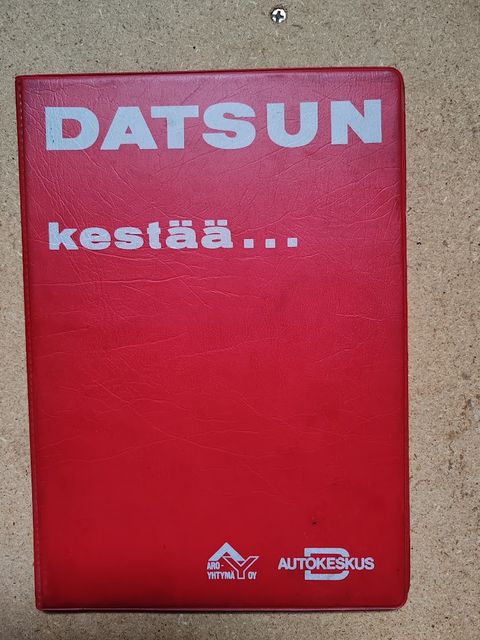 DATSUN
kestää...
ARO-
YHTYMÄ OY
AUTOKESKUS